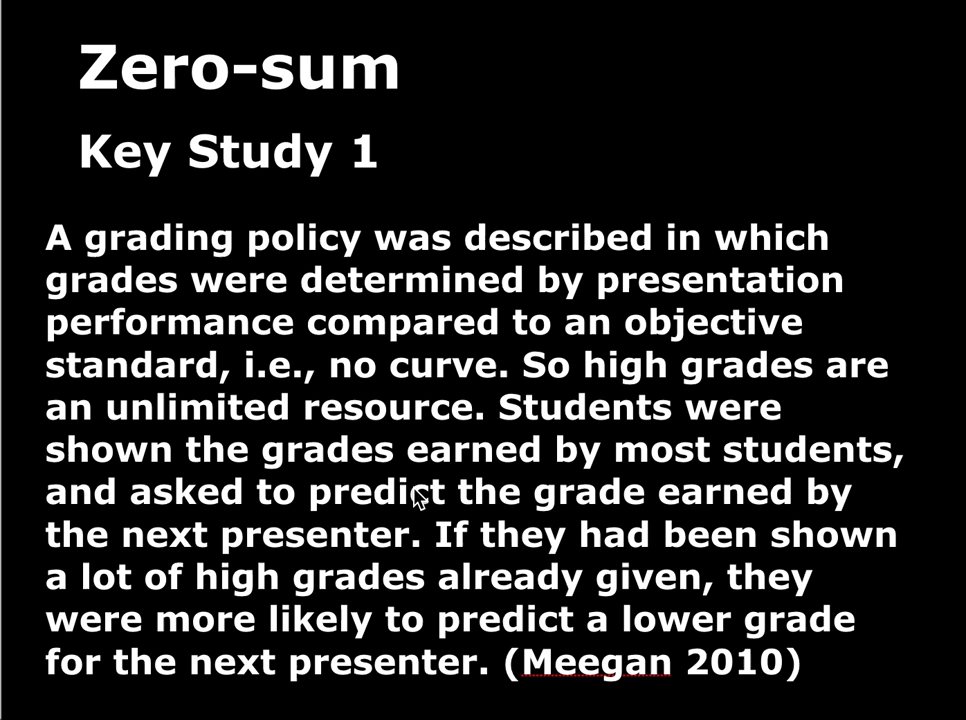 Zero-sum
Key Study 1
A grading policy was described in which
grades were determined by presentation
performance compared to an objective
standard, i.e., no curve. So high grades are
an unlimited resource. Students were
shown the grades earned by most students,
and asked to predict the grade earned by
the next presenter. If they had been shown
a lot of high grades already given, they
were more likely to predict a lower grade
for the next presenter. (Meegan 2010)